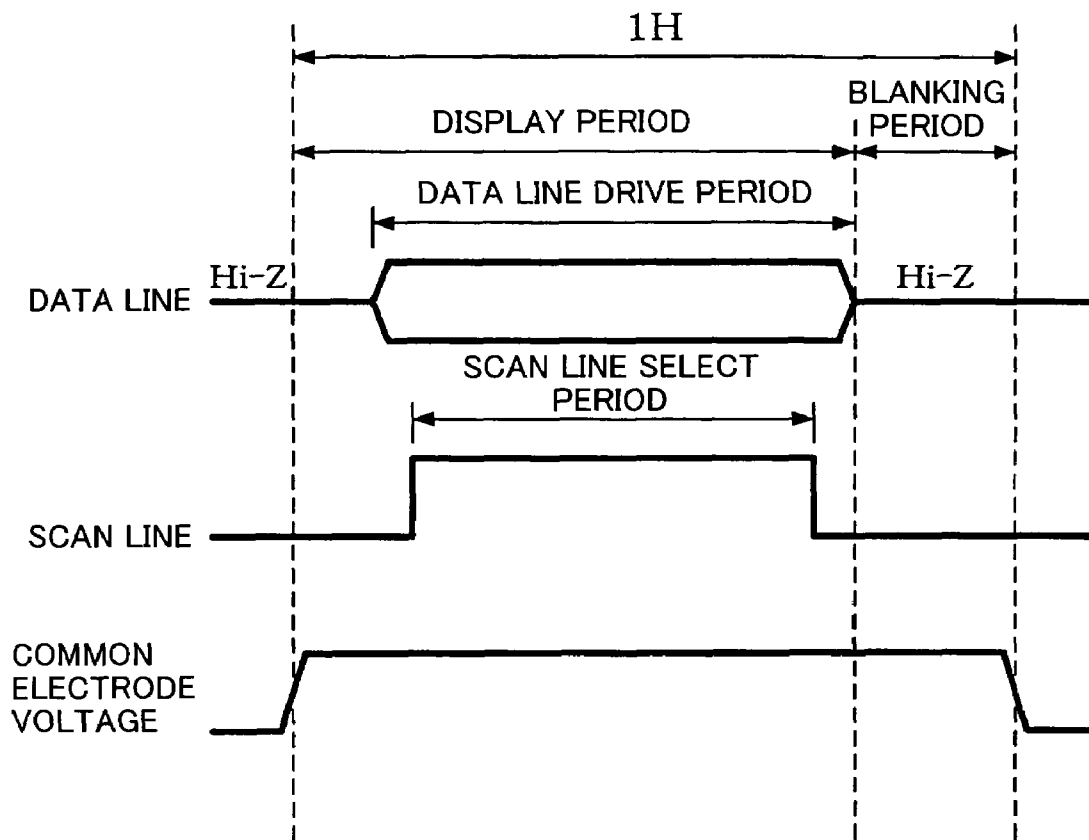 1H
DISPLAY PERIOD
BLANKING
PERIOD
DATA LINE DRIVE PERIOD
Hi-Z
DATA LINE
Hi-Z
SCAN LINE SELECT
PERIOD
SCAN LINE
COMMON
ELECTRODE
VOLTAGE